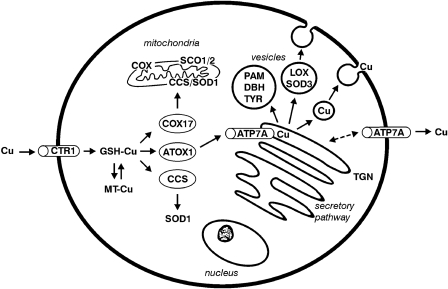 mitochondria
SCO1/2
COX
CCS/SOD1
vesicles
PAM
DBH
TYR
LOX
SOD3
Cu
Cu
COX17
Cu
CTR1
GSH-Cu
ATOX1
ATP7A
Cu
ATP7A
Cu
MT-Cu
CCS
TGN
SOD1
secretory
pathway
nucleus